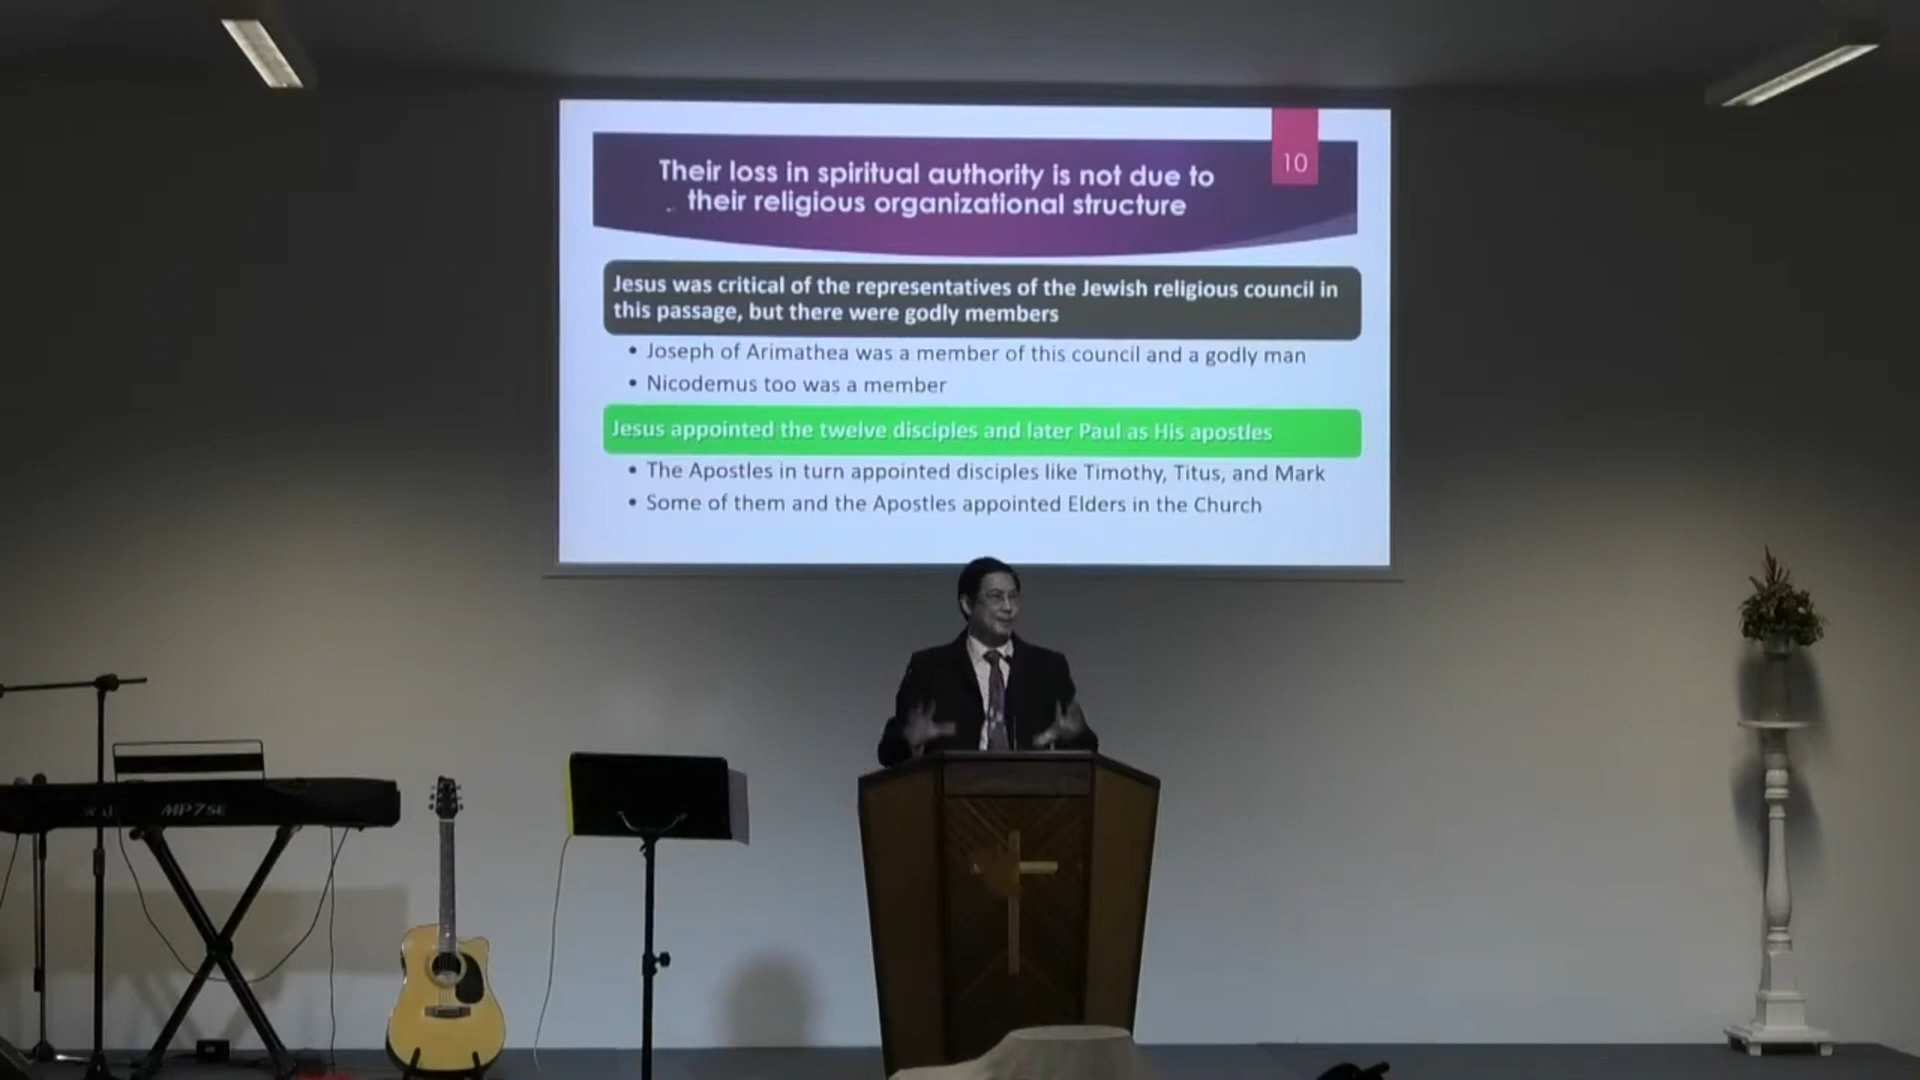 10
Their loss in spiritual authority is not due to
their religious organizational structure
Jesus was critical of the representatives of the Jewish religious council in
this passage, but there were godly members
• Joseph of Arimathea was a member of this council and a godly man
• Nicodemus too was a member
Jesus appointed the twelve disciples and later Paul as His apostles
• The Apostles in turn appointed disciples like Timothy, Titus, and Mark
• Some of them and the Apostles appointed Elders in the Church
MP7SE